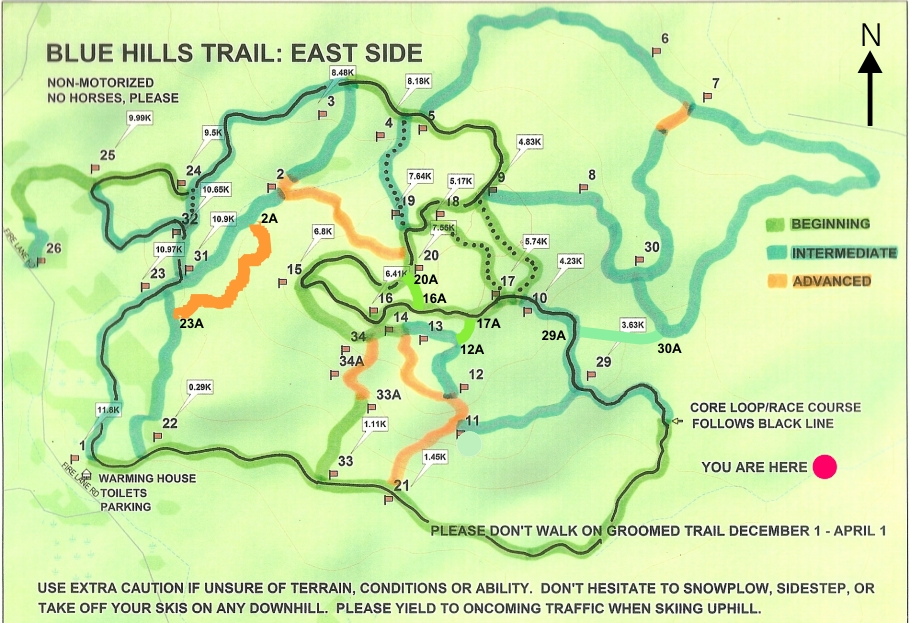 BLUE HILLS TRAIL: EAST SIDE
NON-MOTORIZED
NO HORSES, PLEASE
N
6
7
8.48K
8.18K
3
4
5
9.99K
9.5K
4.83K
25
24
2
10.65K
7.64K
5.17K
9
8
19
18
32
10.9K
2A
6.8K
7.55K
5.74K
BEGINNING
INTERMEDIATE
ADVANCED
FIRE LANE RD
26
10.97K
31
23
15
6.41K
20
20A
4.23K
30
17
16A
16
10
23A
14
13
17A
29A
3.63K
30A
34
12A
34A
29
0.29K
12
33A
11.6K
22
1.11K
11
CORE LOOP/RACE COURSE
FOLLOWS BLACK LINE
1
33
1.45K
YOU ARE HERE
FIRE LANE RD
21
WARMING HOUSE
TOILETS
PARKING
PLEASE DON'T WALK ON GROOMED TRAIL DECEMBER 1 - APRIL 1
USE EXTRA CAUTION IF UNSURE OF TERRAIN, CONDITIONS OR ABILITY. DON'T HESITATE TO SNOWPLOW, SIDESTEP, OR
TAKE OFF YOUR SKIS ON ANY DOWNHILL. PLEASE YIELD TO ONCOMING TRAFFIC WHEN SKIING UPHILL.